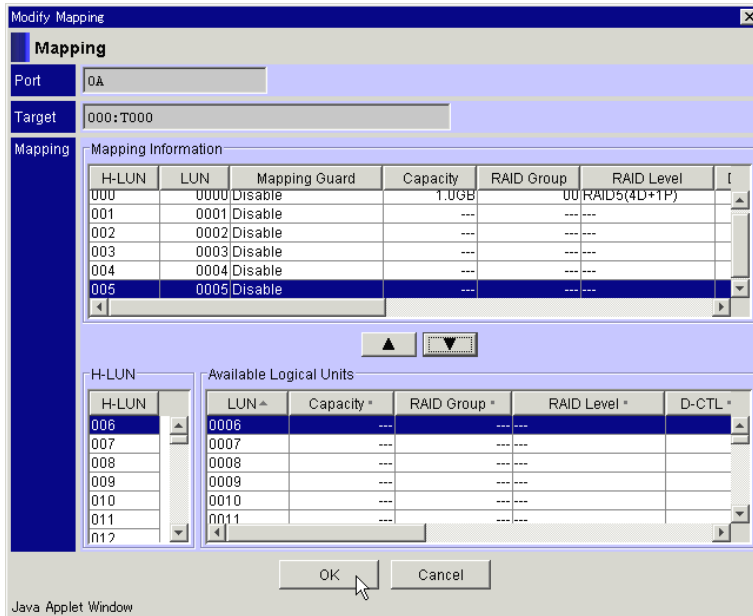 Modify Mapping
Mapping
Port 0A
Target 000:T000
Mapping Mapping Information
H-LUN LUN Mapping Guard Capacity RAID Group RAID Level
000 0000 Disable 1.0GB 00 RAID5(4D+1P)
001 0001 Disable --- --- ---
002 0002 Disable --- --- ---
003 0003 Disable --- --- ---
004 0004 Disable --- --- ---
005 0005 Disable --- --- ---
H-LUN Available Logical Units
H-LUN LUN Capacity RAID Group RAID Level D-CTL
006 0006 --- --- ---
007 0007 --- --- ---
008 0008 --- --- ---
009 0009 --- --- ---
010 0010 --- --- ---
011 0011 --- --- ---
012
OK Cancel
Java Applet Window